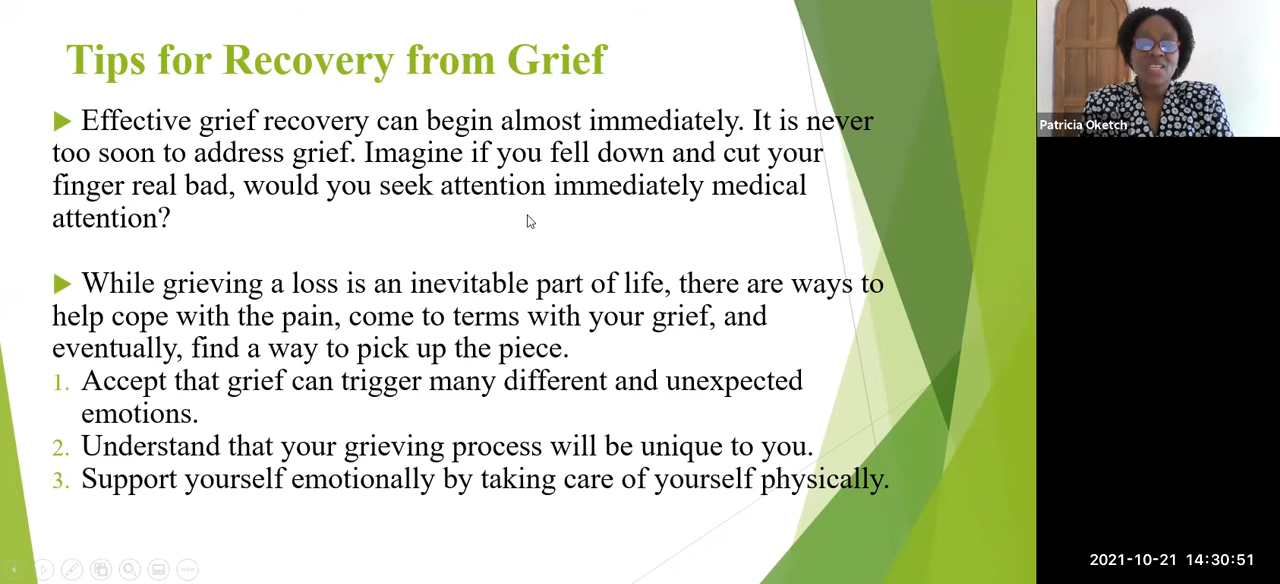 Tips for Recovery from Grief
Effective grief recovery can begin almost immediately. It is never
too soon to address grief. Imagine if you fell down and cut your
finger real bad, would you seek attention immediately medical
attention?
While grieving a loss is an inevitable part of life, there are ways to
help cope with the pain, come to terms with your grief, and
eventually, find a way to pick up the piece.
1. Accept that grief can trigger many different and unexpected
emotions.
2. Understand that your grieving process will be unique to you.
3. Support yourself emotionally by taking care of yourself physically.
Patricia Oketch
2021-10-21 14:30:51